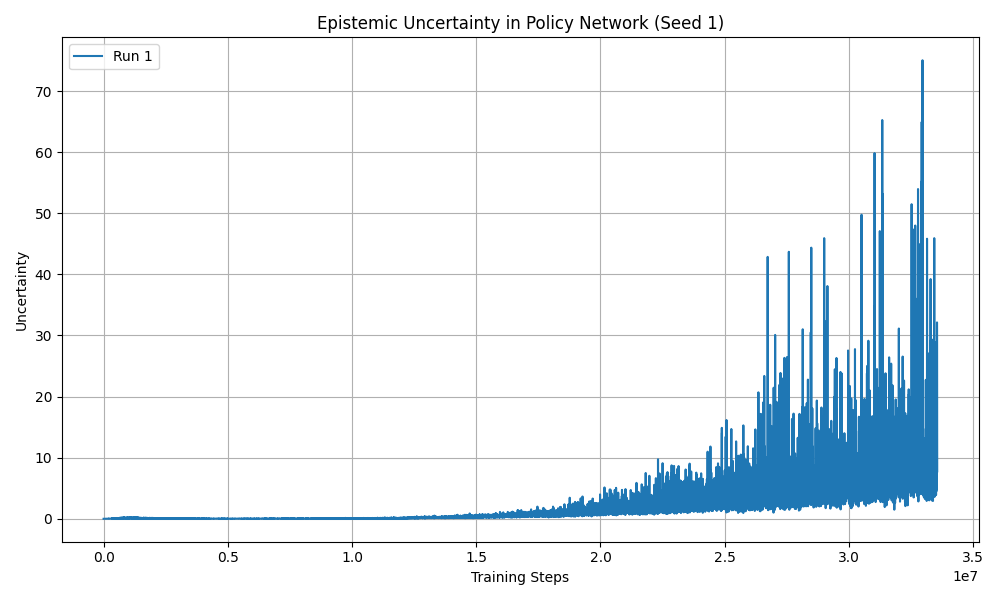 Epistemic Uncertainty in Policy Network (Seed 1)
Run 1
Uncertainty
70
60
50
40
30
20
10
0
0.0 0.5 1.0 1.5 2.0 2.5 3.0 3.5
1e7
Training Steps